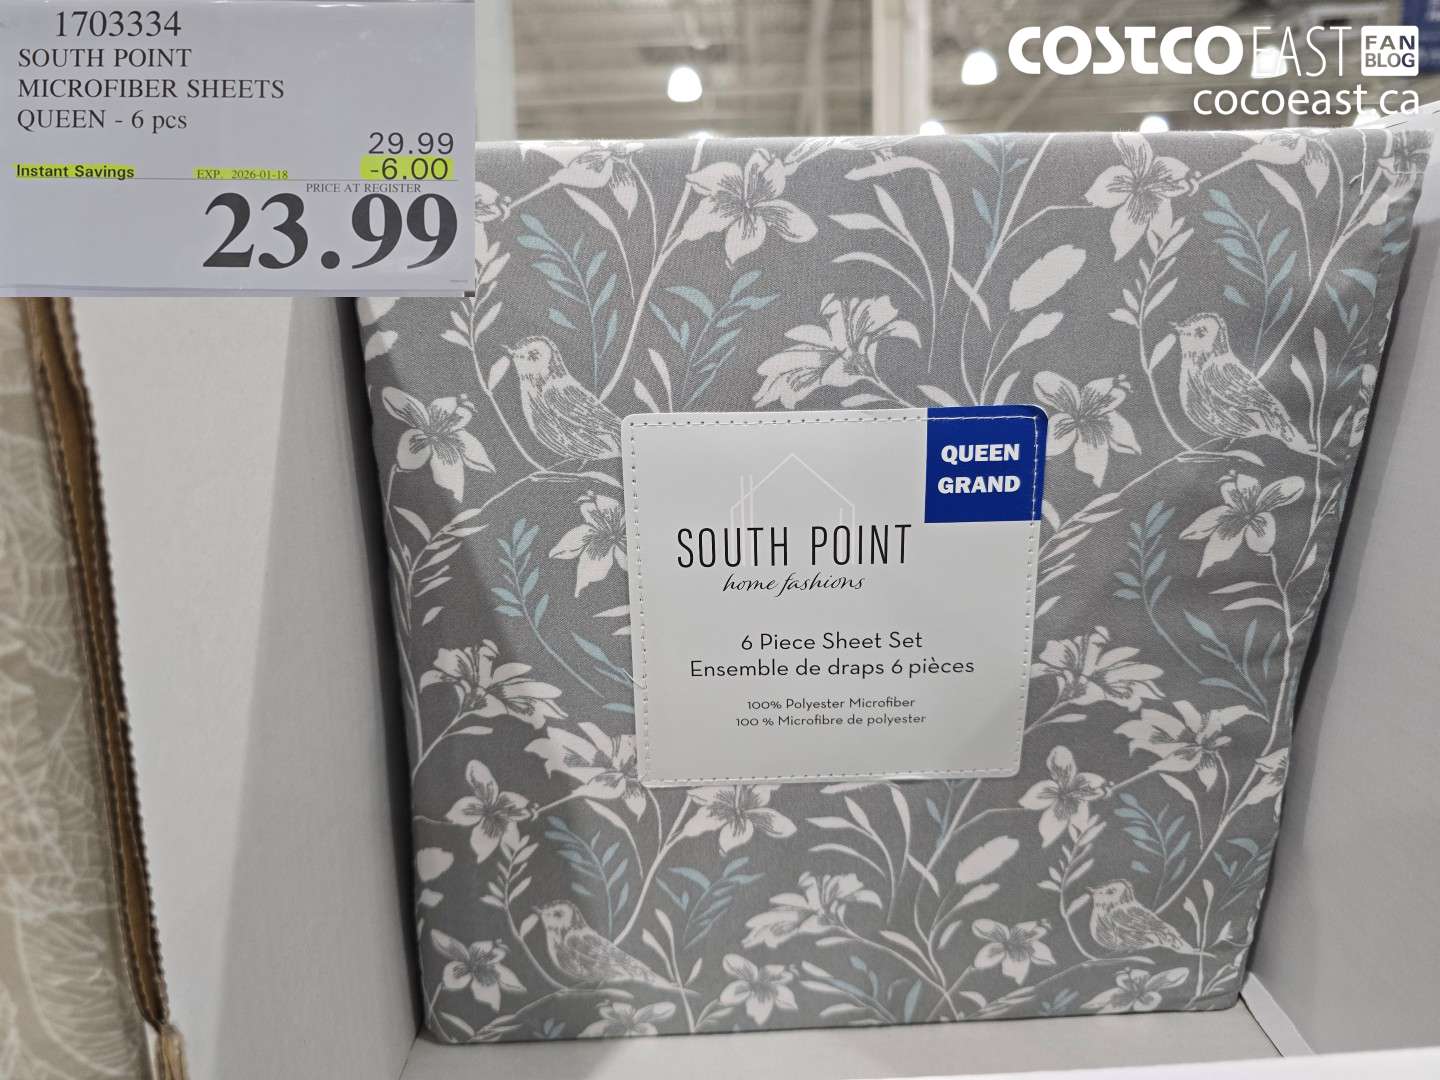 1703334
SOUTH POINT
MICROFIBER SHEETS
QUEEN - 6 pcs
29.99
Instant Savings EXP. 2026-01-18 -6.00
PRICE AT REGISTER
23.99
COSTCO EAST FAN BLOG
cocoeast.ca
QUEEN
GRAND
SOUTH POINT
home fashions
6 Piece Sheet Set
Ensemble de draps 6 pièces
100% Polyester Microfiber
100 % Microfibre de polyester